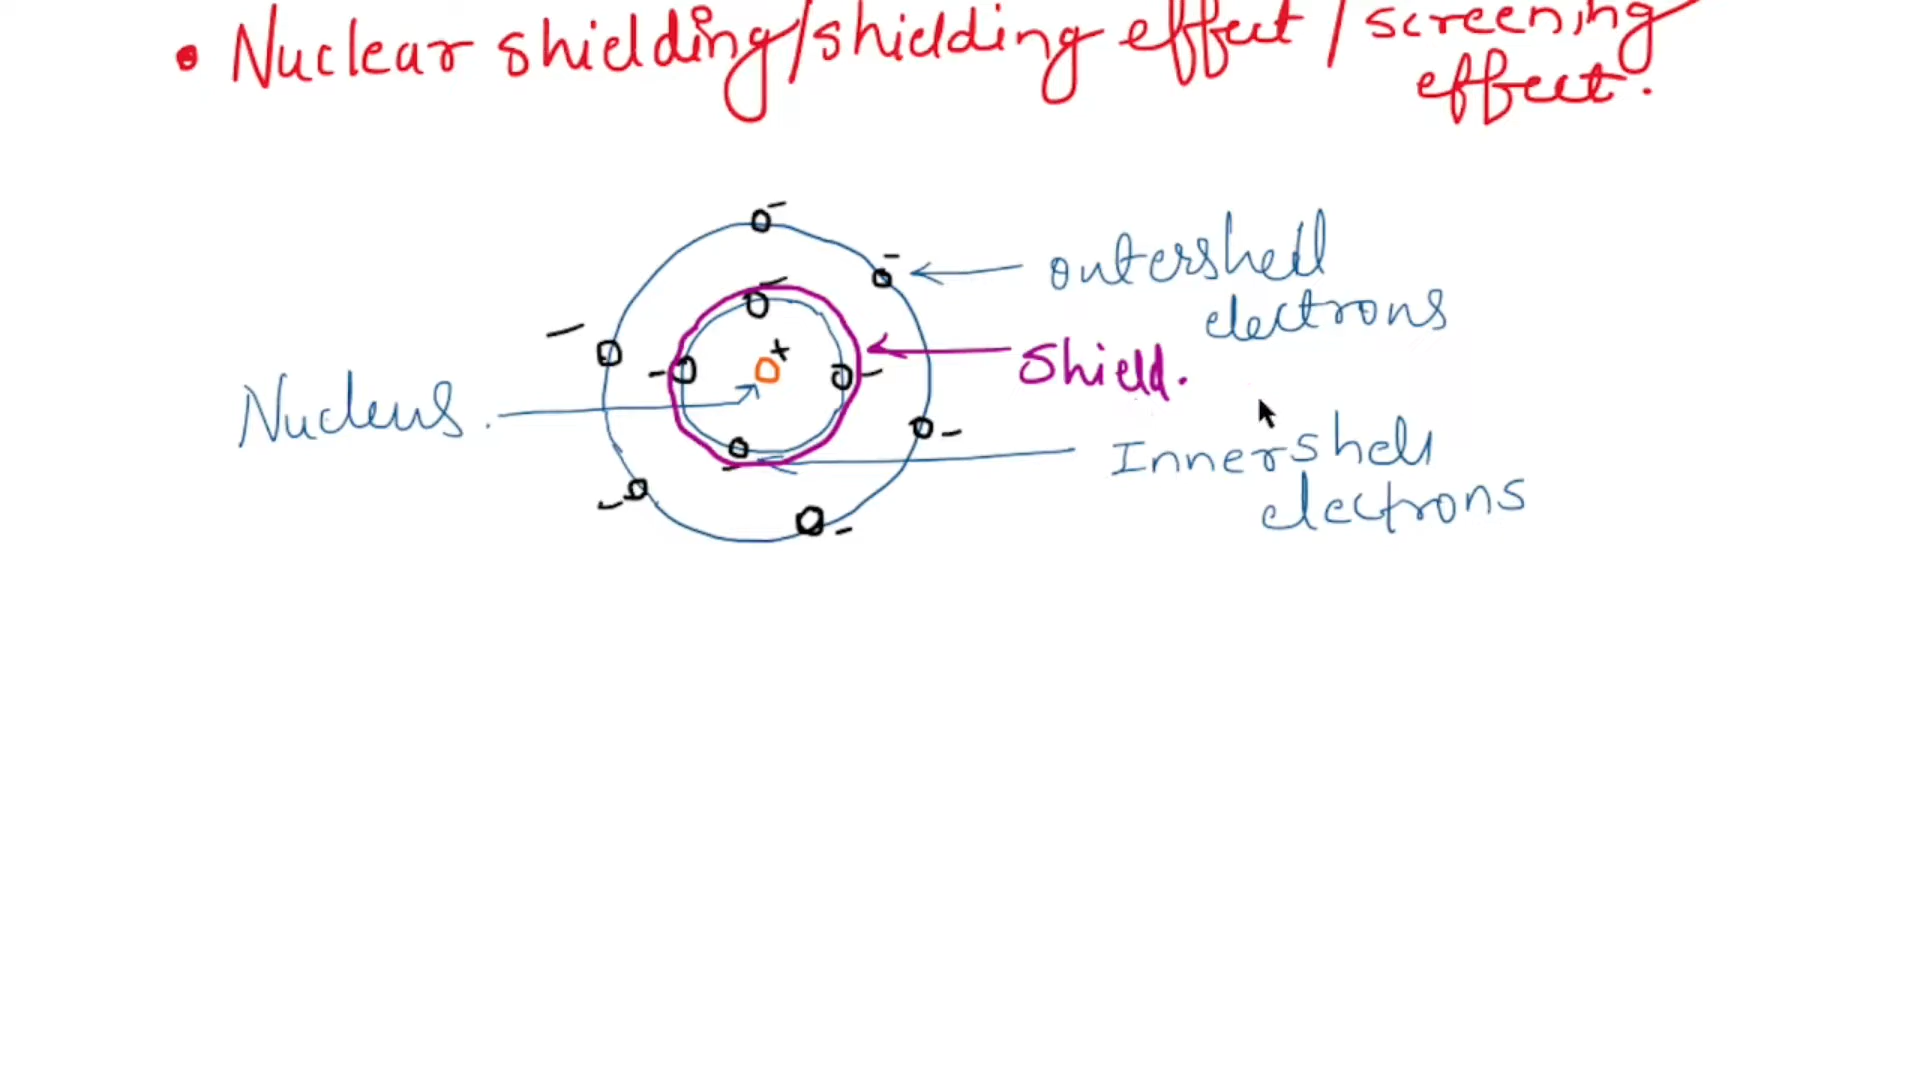 • Nuclear shielding/shielding effect / screening
effect.
outershell
electrons
Shield.
Nucleus.
Innershell
electrons